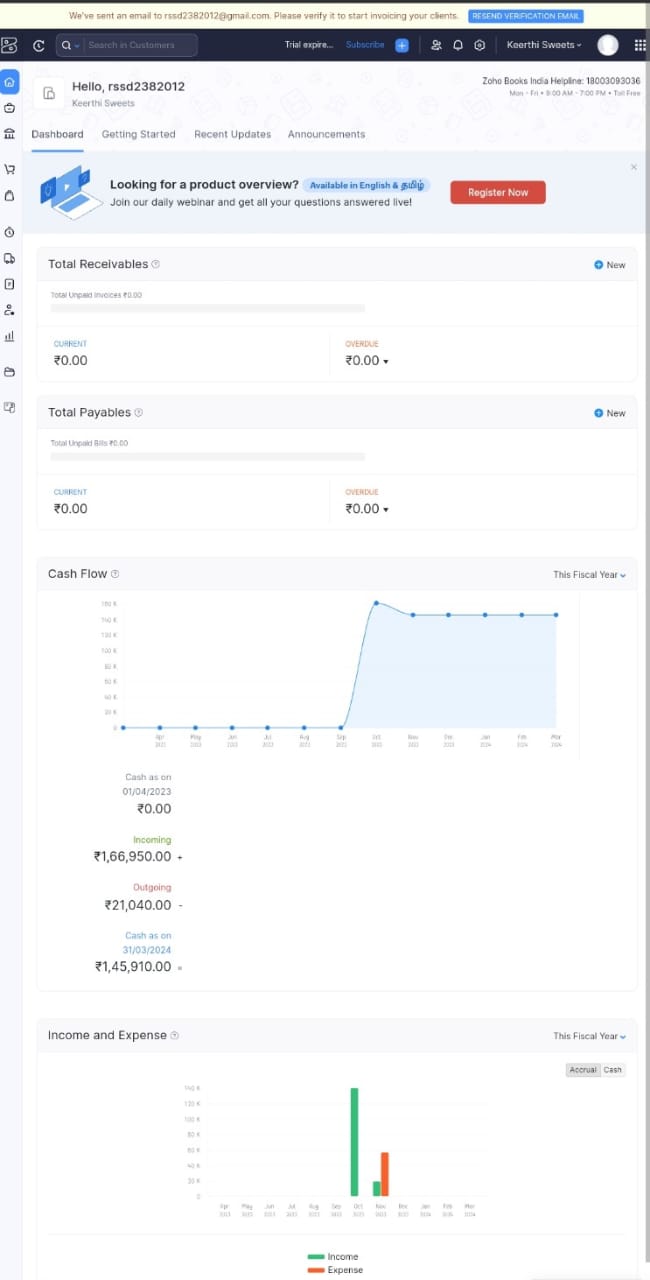 We've sent an email to rssd2382012@gmail.com. Please verify it to start invoicing your clients. RESEND VERIFICATION EMAIL
Search in Customers
Trial expire... Subscribe
Keerthi Sweets
Hello, rssd2382012
Keerthi Sweets
Zoho Books India Helpline: 18003093036
Mon - Fri • 9:00 AM - 7:00 PM • Toll Free
Dashboard Getting Started Recent Updates Announcements
Looking for a product overview? Available in English & தமிழ்
Join our daily webinar and get all your questions answered live!
Register Now
Total Receivables New
Total Unpaid Invoices ₹0.00
CURRENT OVERDUE
₹0.00 ₹0.00
Total Payables New
Total Unpaid Bills ₹0.00
CURRENT OVERDUE
₹0.00 ₹0.00
Cash Flow This Fiscal Year
160 K
140 K
120 K
100 K
80 K
60 K
40 K
20 K
0
Apr May Jun Jul Aug Sep Oct Nov Dec Jan Feb Mar
2023 2023 2023 2023 2023 2023 2023 2023 2023 2024 2024 2024
Cash as on
01/04/2023
₹0.00
Incoming
₹1,66,950.00 +
Outgoing
₹21,040.00 -
Cash as on
31/03/2024
₹1,45,910.00 =
Income and Expense This Fiscal Year
Accrual Cash
140 K
120 K
100 K
80 K
60 K
40 K
20 K
0
Apr May Jun Jul Aug Sep Oct Nov Dec Jan Feb Mar
2023 2023 2023 2023 2023 2023 2023 2023 2023 2024 2024 2024
Income
Expense